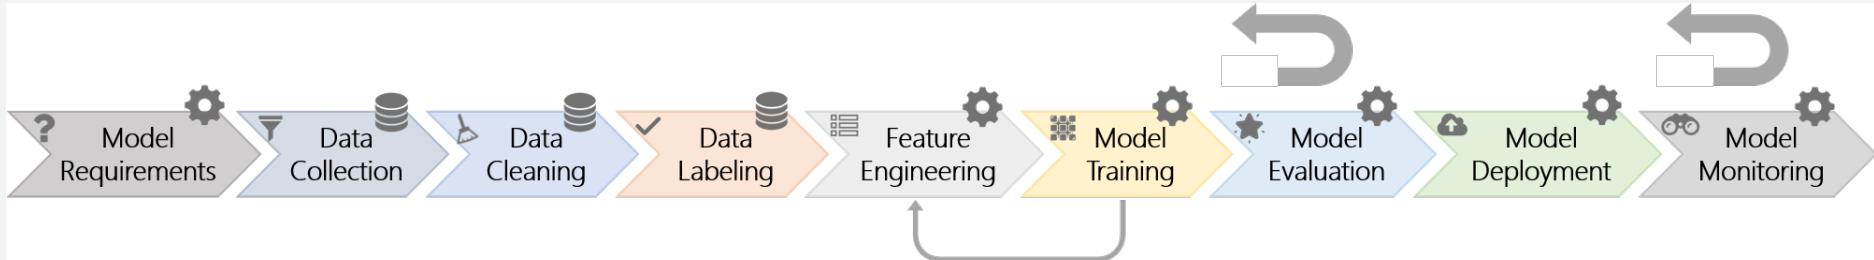 Model
Requirements
Data
Collection
Data
Cleaning
Data
Labeling
Feature
Engineering
Model
Training
Model
Evaluation
Model
Deployment
Model
Monitoring